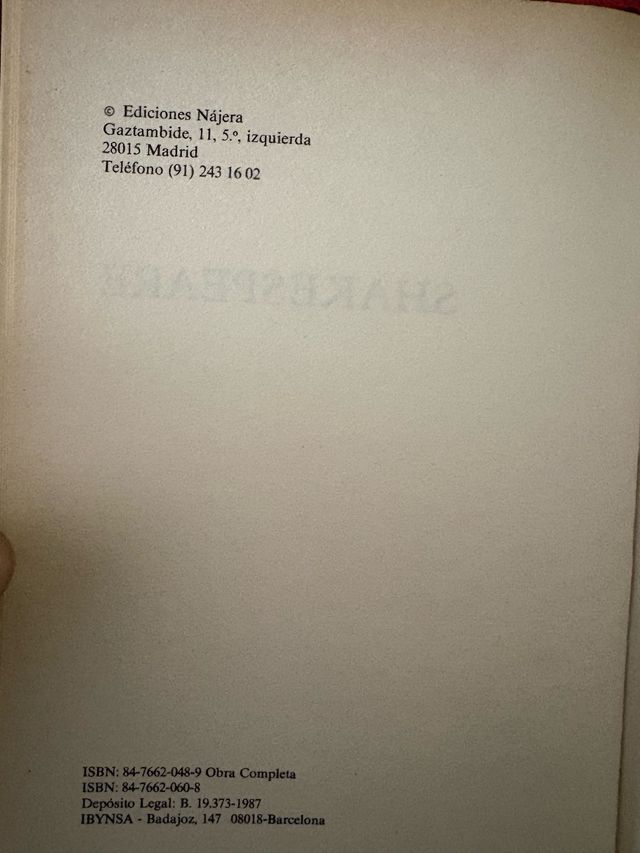 © Ediciones Nájera
Gaztambide, 11, 5.º, izquierda
28015 Madrid
Teléfono (91) 243 16 02
SHAKESPEARE
ISBN: 84-7662-048-9 Obra Completa
ISBN: 84-7662-060-8
Depósito Legal: B. 19.373-1987
IBYNSA - Badajoz, 147 08018-Barcelona